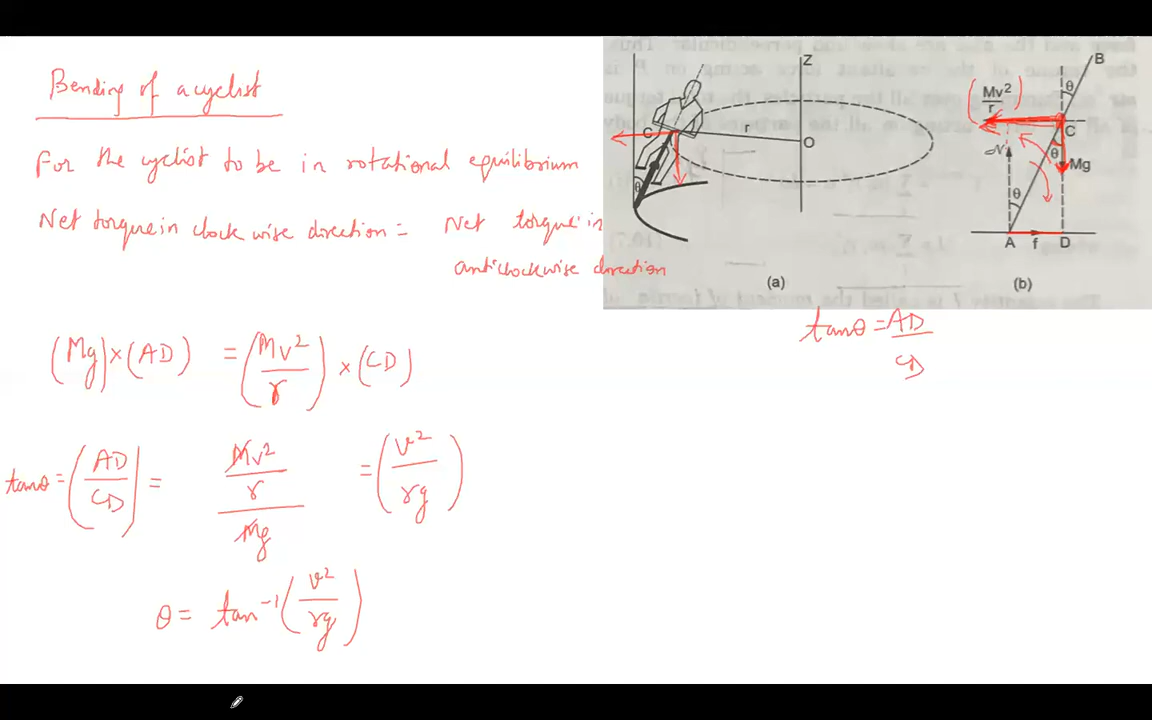 Bending of a cyclist
For the cyclist to be in rotational equilibrium
Net torque in clock wise direction = Net torque in
anticlockwise direction
(Mg) × (AD) = (Mv²/r) × (CD)
tanθ = (AD/CD) = (Mv²/r)/(Mg) = (v²/rg)
θ = tan⁻¹(v²/rg)
Z
C
r
O
θ
(a)
B
θ
(Mv²/r)
C
N
θ
Mg
θ
A
f
D
(b)
tanθ = AD/CD